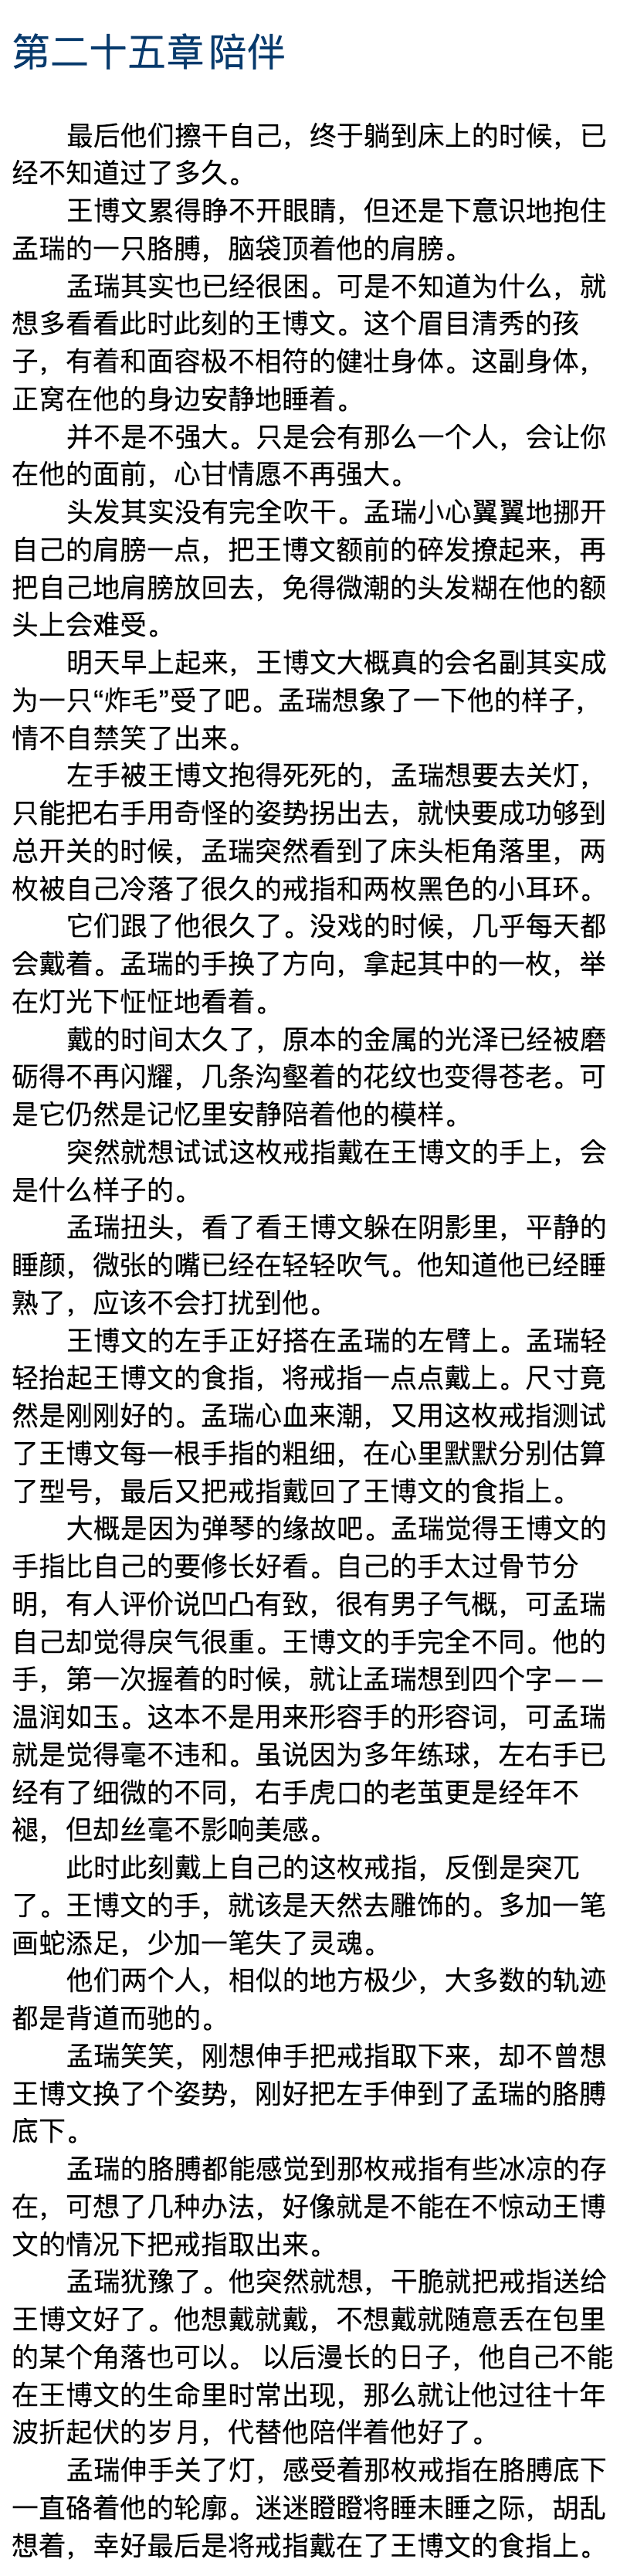 第二十五章 陪伴
最后他们擦干自己，终于躺到床上的时候，已
经不知道过了多久。
王博文累得睁不开眼睛，但还是下意识地抱住
孟瑞的一只胳膊，脑袋顶着他的肩膀。
孟瑞其实也已经很困。可是不知道为什么，就
想多看看此时此刻的王博文。这个眉目清秀的孩
子，有着和面容极不相符的健壮身体。这副身体，
正窝在他的身边安静地睡着。
并不是不强大。只是会有那么一个人，会让你
在他的面前，心甘情愿不再强大。
头发其实没有完全吹干。孟瑞小心翼翼地挪开
自己的肩膀一点，把王博文额前的碎发撩起来，再
把自己地肩膀放回去，免得微潮的头发糊在他的额
头上会难受。
明天早上起来，王博文大概真的会名副其实成
为一只“炸毛”受了吧。孟瑞想象了一下他的样子，
情不自禁笑了出来。
左手被王博文抱得死死的，孟瑞想要去关灯，
只能把右手用奇怪的姿势拐出去，就快要成功够到
总开关的时候，孟瑞突然看到了床头柜角落里，两
枚被自己冷落了很久的戒指和两枚黑色的小耳环。
它们跟了他很久了。没戏的时候，几乎每天都
会戴着。孟瑞的手换了方向，拿起其中的一枚，举
在灯光下怔怔地看着。
戴的时间太久了，原本的金属的光泽已经被磨
砺得不再闪耀，几条沟壑着的花纹也变得苍老。可
是它仍然是记忆里安静陪着他的模样。
突然就想试试这枚戒指戴在王博文的手上，会
是什么样子的。
孟瑞扭头，看了看王博文躲在阴影里，平静的
睡颜，微张的嘴已经在轻轻吹气。他知道他已经睡
熟了，应该不会打扰到他。
王博文的左手正好搭在孟瑞的左臂上。孟瑞轻
轻抬起王博文的食指，将戒指一点点戴上。尺寸竟
然是刚刚好的。孟瑞心血来潮，又用这枚戒指测试
了王博文每一根手指的粗细，在心里默默分别估算
了型号，最后又把戒指戴回了王博文的食指上。
大概是因为弹琴的缘故吧。孟瑞觉得王博文的
手指比自己的要修长好看。自己的手太过骨节分
明，有人评价说凹凸有致，很有男子气概，可孟瑞
自己却觉得戾气很重。王博文的手完全不同。他的
手，第一次握着的时候，就让孟瑞想到四个字——
温润如玉。这本不是用来形容手的形容词，可孟瑞
就是觉得毫不违和。虽说因为多年练球，左右手已
经有了细微的不同，右手虎口的老茧更是经年不
褪，但却丝毫不影响美感。
此时此刻戴上自己的这枚戒指，反倒是突兀
了。王博文的手，就该是天然去雕饰的。多加一笔
画蛇添足，少加一笔失了灵魂。
他们两个人，相似的地方极少，大多数的轨迹
都是背道而驰的。
孟瑞笑笑，刚想伸手把戒指取下来，却不曾想
王博文换了个姿势，刚好把左手伸到了孟瑞的胳膊
底下。
孟瑞的胳膊都能感觉到那枚戒指有些冰凉的存
在，可想了几种办法，好像就是不能在不惊动王博
文的情况下把戒指取出来。
孟瑞犹豫了。他突然就想，干脆就把戒指送给
王博文好了。他想戴就戴，不想戴就随意丢在包里
的某个角落也可以。 以后漫长的日子，他自己不能
在王博文的生命里时常出现，那么就让他过往十年
波折起伏的岁月，代替他陪伴着他好了。
孟瑞伸手关了灯，感受着那枚戒指在胳膊底下
一直硌着他的轮廓。迷迷瞪瞪将睡未睡之际，胡乱
想着，幸好最后是将戒指戴在了王博文的食指上。